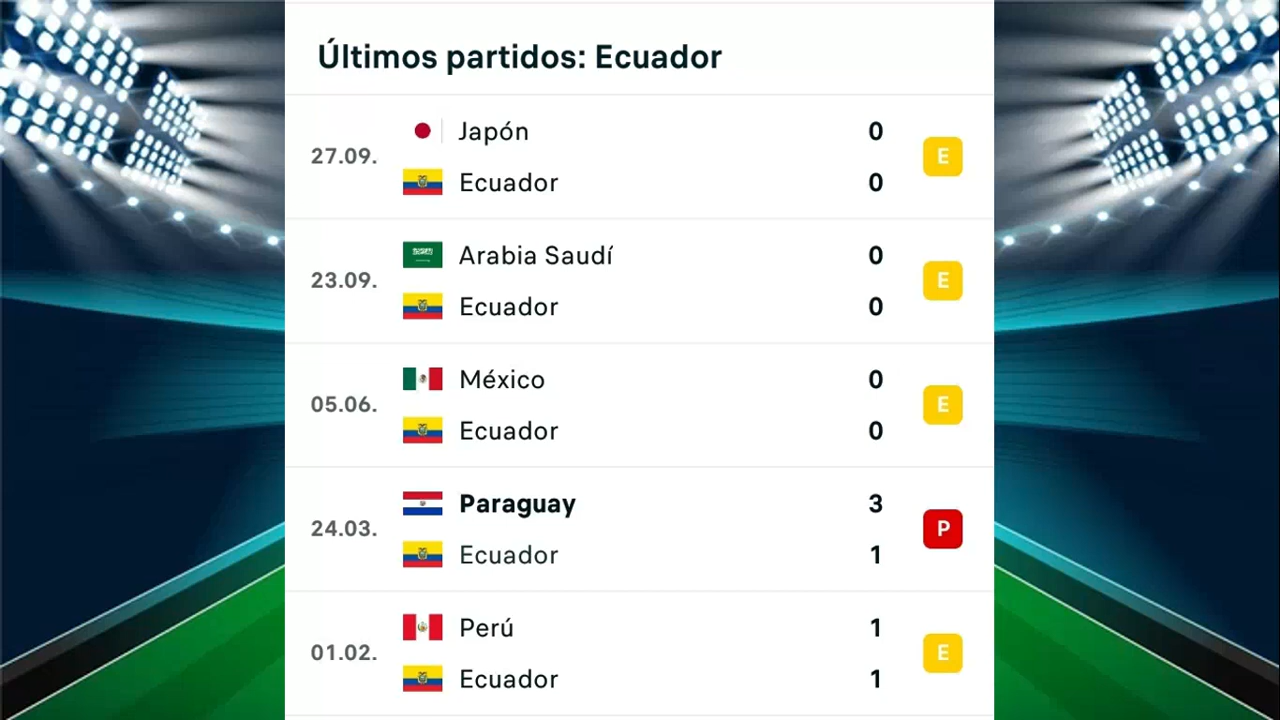 Últimos partidos: Ecuador
27.09.
Japón 0
Ecuador 0
E
23.09.
Arabia Saudí 0
Ecuador 0
E
05.06.
México 0
Ecuador 0
E
24.03.
Paraguay 3
Ecuador 1
P
01.02.
Perú 1
Ecuador 1
E